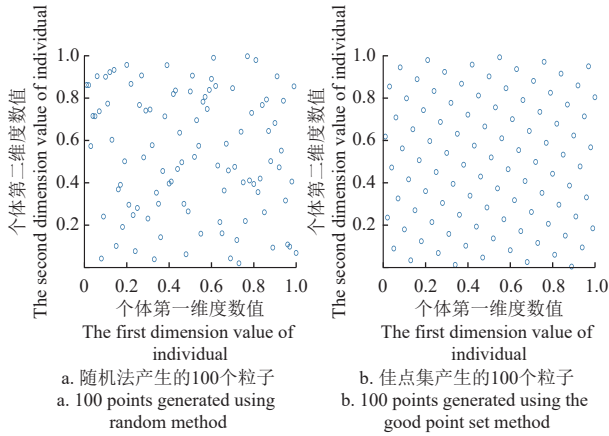 个体第二维度数值
The second dimension value of individual
1.0
0.8
0.6
0.4
0.2
0 0.2 0.4 0.6 0.8 1.0
个体第一维度数值
The first dimension value of
individual
a. 随机法产生的100个粒子
a. 100 points generated using
random method
个体第二维度数值
The second dimension value of individual
1.0
0.8
0.6
0.4
0.2
0 0.2 0.4 0.6 0.8 1.0
个体第一维度数值
The first dimension value of
individual
b. 佳点集产生的100个粒子
b. 100 points generated using the
good point set method